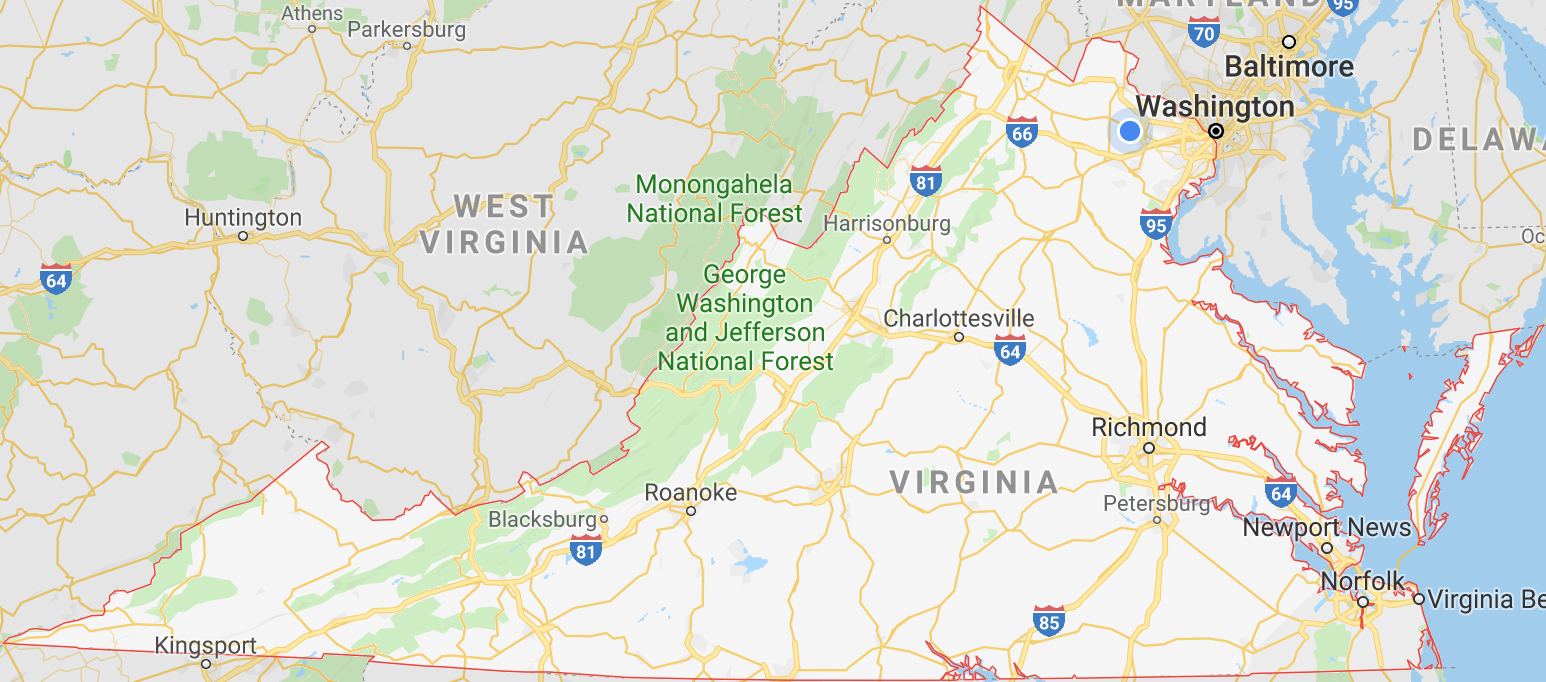 Athens
Parkersburg
MARYLAND
95
70
Baltimore
Washington
66
DELAWA
81
Monongahela
National Forest
WEST
VIRGINIA
Huntington
Harrisonburg
95
Oc
64
George
Washington
and Jefferson
National Forest
Charlottesville
64
Richmond
VIRGINIA
Roanoke
64
Petersburg
Blacksburg
Newport News
81
Norfolk
Virginia Be
85
Kingsport